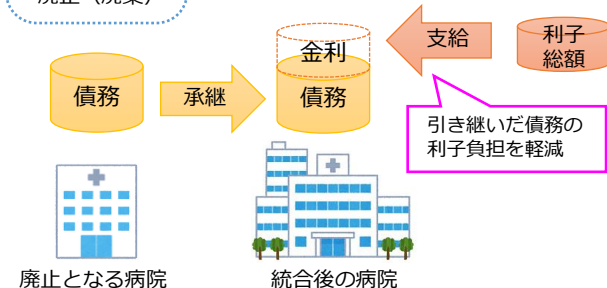 廃止（廃業）
債務
承継
金利
債務
支給
利子
総額
引き継いだ債務の
利子負担を軽減
廃止となる病院
統合後の病院